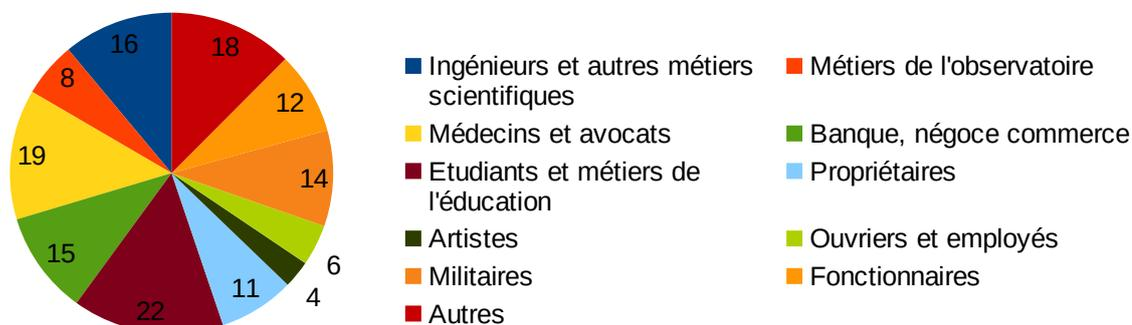 16
18
8
12
19
14
15
6
11
4
22
Ingénieurs et autres métiers
scientifiques
Métiers de l'observatoire
Médecins et avocats
Banque, négoce commerce
Etudiants et métiers de
l'éducation
Propriétaires
Artistes
Ouvriers et employés
Militaires
Fonctionnaires
Autres